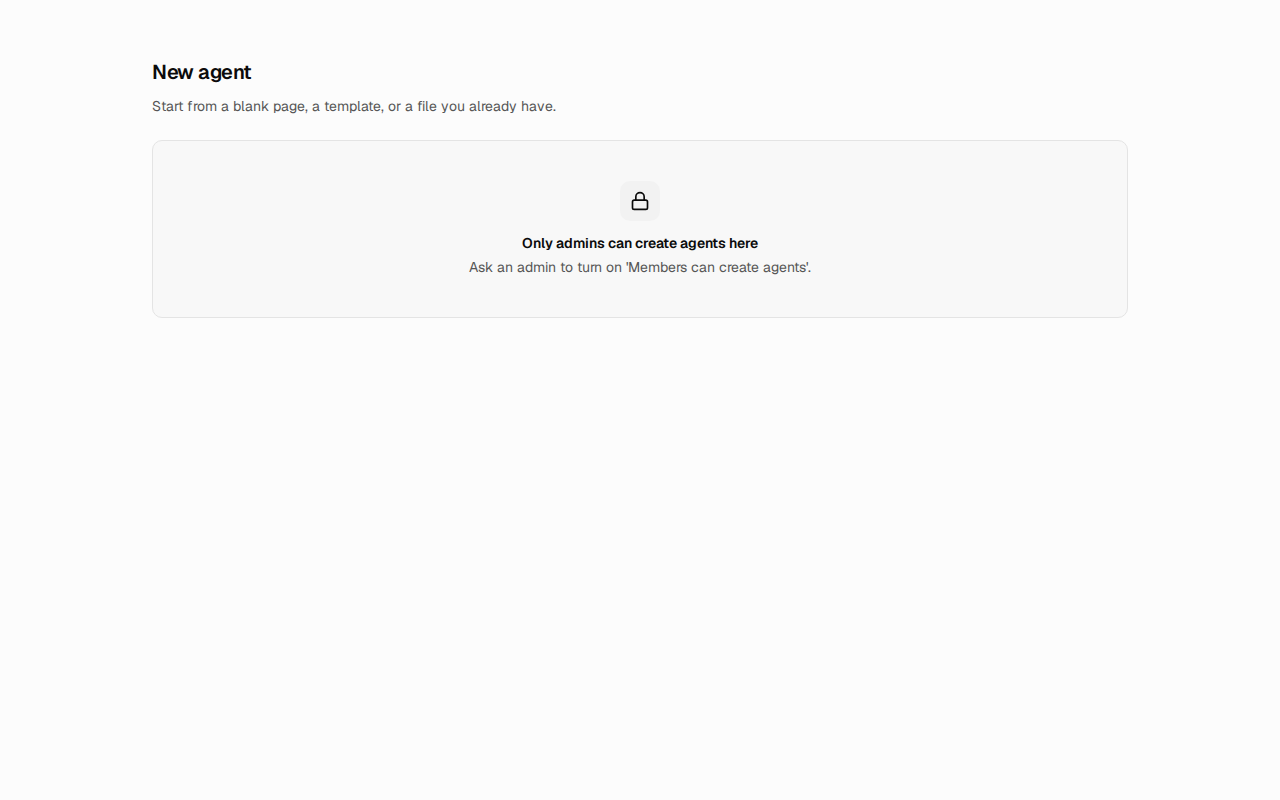 New agent
Start from a blank page, a template, or a file you already have.
Only admins can create agents here
Ask an admin to turn on 'Members can create agents'.